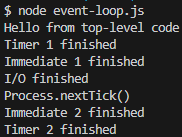 $ node event-loop.js
Hello from top-level code
Timer 1 finished
Immediate 1 finished
I/O finished
Process.nextTick()
Immediate 2 finished
Timer 2 finished